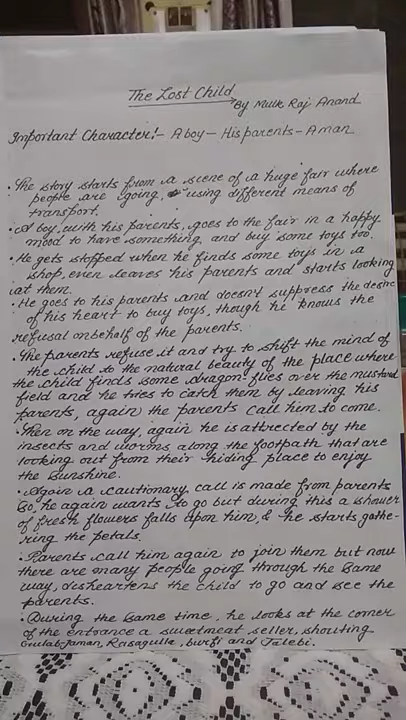 The Lost Child
By Mulk Raj Anand
Important Character:- A boy - His parents - A man
• The story starts from a scene of a huge fair where
people are going, using different means of
transport.
• A boy, with his parents, goes to the fair in a happy
mood to have something, and buy some toys too.
• He gets stopped when he finds some toys in a
shop, even leaves his parents and starts looking
at them.
• He goes to his parents and doesn't suppress the desire
of his heart to buy toys, though he knows the
refusal onbehalf of the parents.
• The parents refuse it and try to shift the mind of
the child to the natural beauty of the place where
the child finds some dragon-flies over the mustard
field and he tries to catch them by leaving his
parents, again the parents call him to come.
• Then on the way, again he is attrected by the
insects and worms along the footpath that are
looking out from their hiding place to enjoy
the sunshine.
• Again a cautionary call is made from parents
so, he again wants to go but during this a shower
of fresh flowers falls upon him, & he starts gathe-
ring the petals.
• Parents call him again to join them but now
there are many people going through the same
way, disheartens the child to go and see the
parents.
• During the same time, he looks at the corner
of the entrance a sweetmeat seller, shouting
Gulab-Jaman, Rasagulla, burfi and Jalebi.